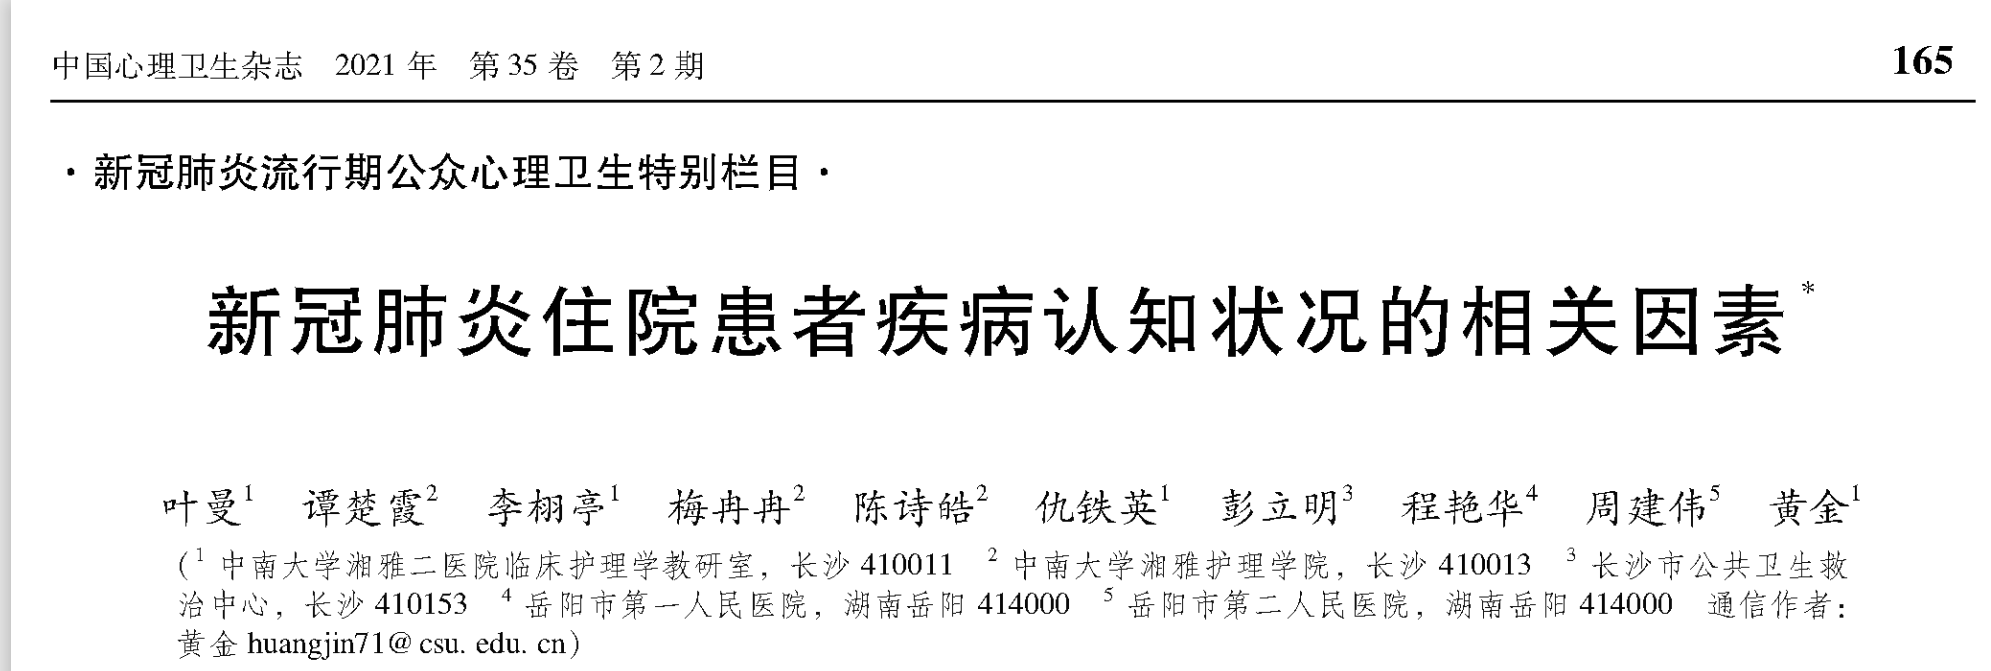 中国心理卫生杂志 2021 年 第 35 卷 第 2 期 165
·新冠肺炎流行期公众心理卫生特别栏目·
新冠肺炎住院患者疾病认知状况的相关因素*
叶曼1 谭楚霞2 李栩亭1 梅冉冉2 陈诗皓2 仇铁英1 彭立明3 程艳华4 周建伟5 黄金1
(1 中南大学湘雅二医院临床护理学教研室，长沙 410011 2 中南大学湘雅护理学院，长沙 410013 3 长沙市公共卫生救
治中心，长沙 410153 4 岳阳市第一人民医院，湖南岳阳 414000 5 岳阳市第二人民医院，湖南岳阳 414000 通信作者：
黄金 huangjin71@ csu. edu. cn)